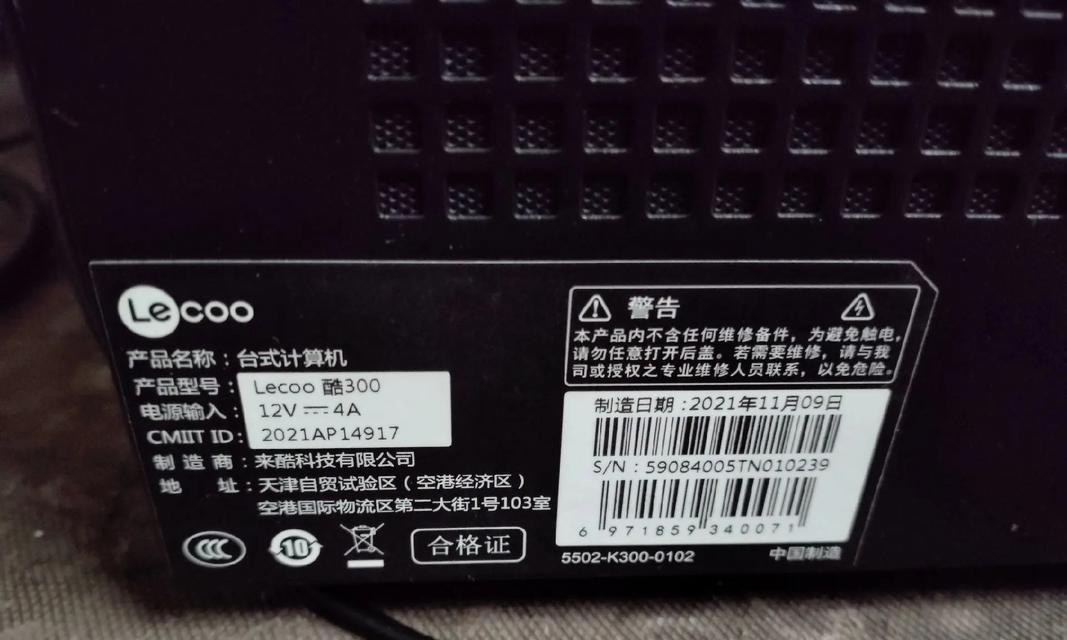 Lecoo
产品名称：台式计算机
产品型号：Lecoo 酷300
电源输入：12V ⎓ 4A
CMIIT ID：2021AP14917
制 造 商：来酷科技有限公司
地 址：天津自贸试验区（空港经济区）
空港国际物流区第二大街1号103室
10
合格证
警告
本产品内不含任何维修备件，为避免触电，
请勿任意打开后盖。若需要维修，请与我
司或授权之专业维修人员联系，以免危险。
制造日期:2021年11月09日
S/N：59084005TN010239
6 971859 340071
5502-K300-0102
中国制造